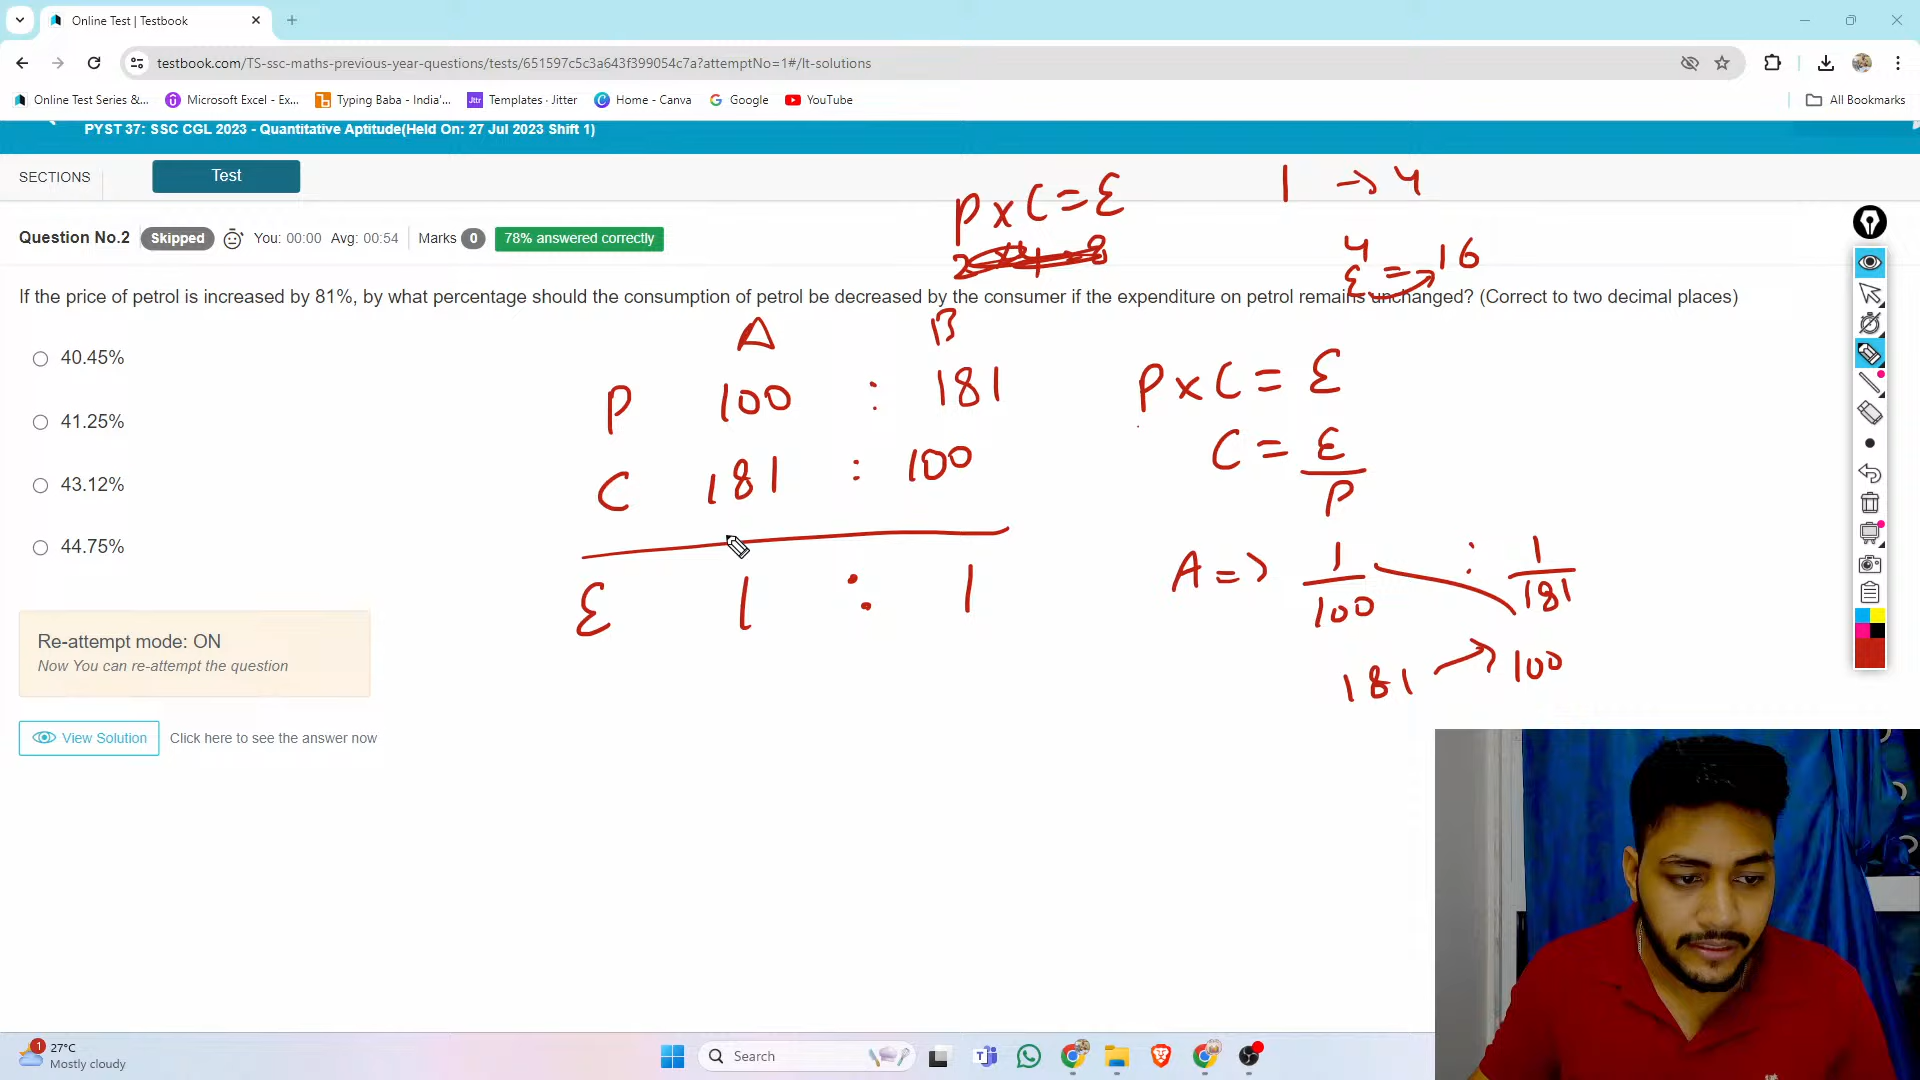 Online Test | Testbook
testbook.com/TS-ssc-maths-previous-year-questions/tests/651597c5c3a643f399054c7a?attemptNo=1#/lt-solutions
Online Test Series &... Microsoft Excel - Ex... Typing Baba - India'... Jttr Templates · Jitter Home - Canva Google YouTube All Bookmarks
PYST 37: SSC CGL 2023 - Quantitative Aptitude(Held On: 27 Jul 2023 Shift 1)
SECTIONS Test
P x C = E
1 → 4
Question No.2 Skipped You: 00:00 Avg: 00:54 Marks 0 78% answered correctly
4
E = 16
If the price of petrol is increased by 81%, by what percentage should the consumption of petrol be decreased by the consumer if the expenditure on petrol remains unchanged? (Correct to two decimal places)
40.45%
41.25%
43.12%
44.75%
A B
P 100 : 181
C 181 : 100
E 1 : 1
P x C = E
C = E
P
A => 1 : 1
100 181
181 → 100
Re-attempt mode: ON
Now You can re-attempt the question
View Solution Click here to see the answer now
1
27°C
Mostly cloudy
Search